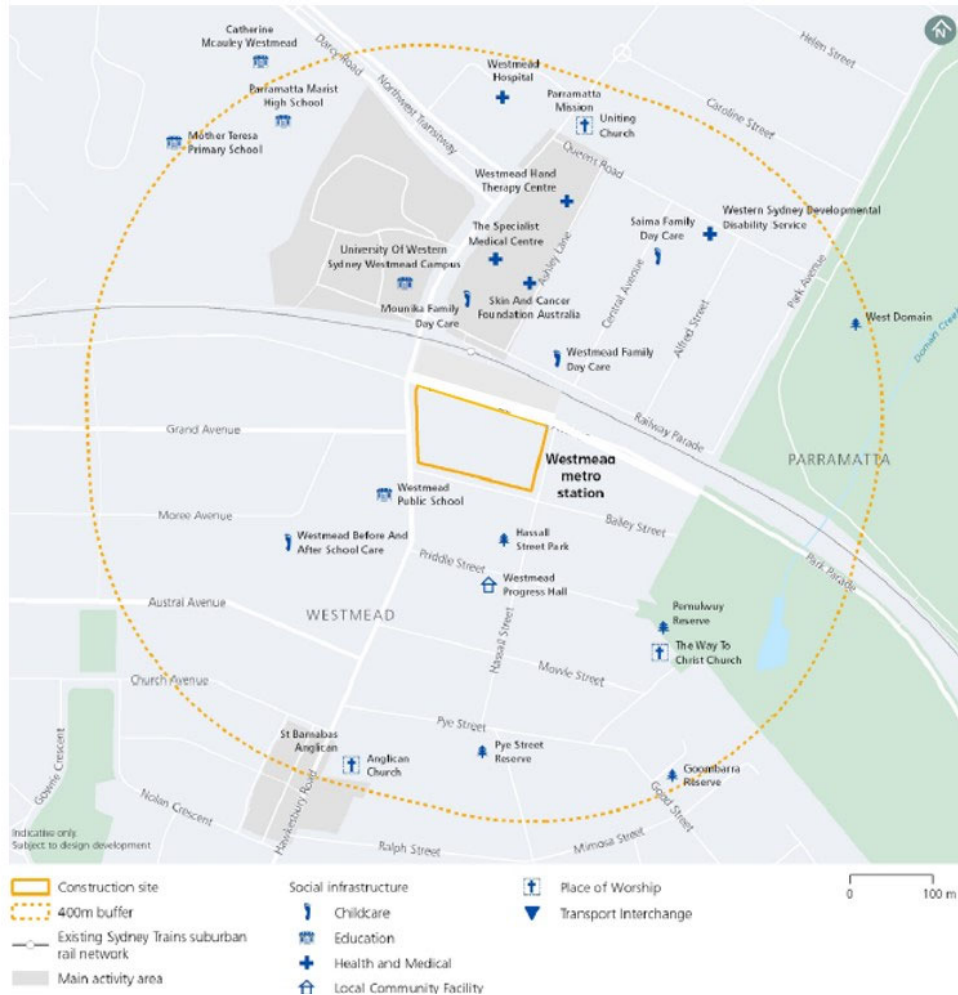 Catherine
Mcauley Westmead
Parramatta Marist
High School
Mother Teresa
Primary School
Darcy Road
Northwest Transitway
Westmead
Hospital
Parramatta
Mission
Uniting
Church
Helen Street
Caroline Street
Queens Road
Westmead Hand
Therapy Centre
The Specialist
Medical Centre
University Of Western
Sydney Westmead Campus
Mounika Family
Day Care
Skin And Cancer
Foundation Australia
Ashley Lane
Saima Family
Day Care
Western Sydney Developmental
Disability Service
Central Avenue
Alfred Street
Park Avenue
West Domain
Domain Creek
Westmead Family
Day Care
Railway Parade
PARRAMATTA
Grand Avenue
Westmead
metro
station
Westmead
Public School
Moree Avenue
Westmead Before And
After School Care
Hassall
Street Park
Bailey Street
Priddle Street
Westmead
Progress Hall
Park Parade
Austral Avenue
WESTMEAD
Hassall Street
Pemulwuy
Reserve
The Way To
Christ Church
Mowle Street
Church Avenue
Pye Street
St Barnabas
Anglican
Anglican
Church
Pye Street
Reserve
Goombarra
Reserve
Good Street
Gowrie Crescent
Nolan Crescent
Hawkesbury Road
Ralph Street
Mimosa Street
Indicative only.
Subject to design development
N
Construction site
400m buffer
Existing Sydney Trains suburban
rail network
Main activity area
Social infrastructure
Childcare
Education
Health and Medical
Local Community Facility
Place of Worship
Transport Interchange
0 100 m